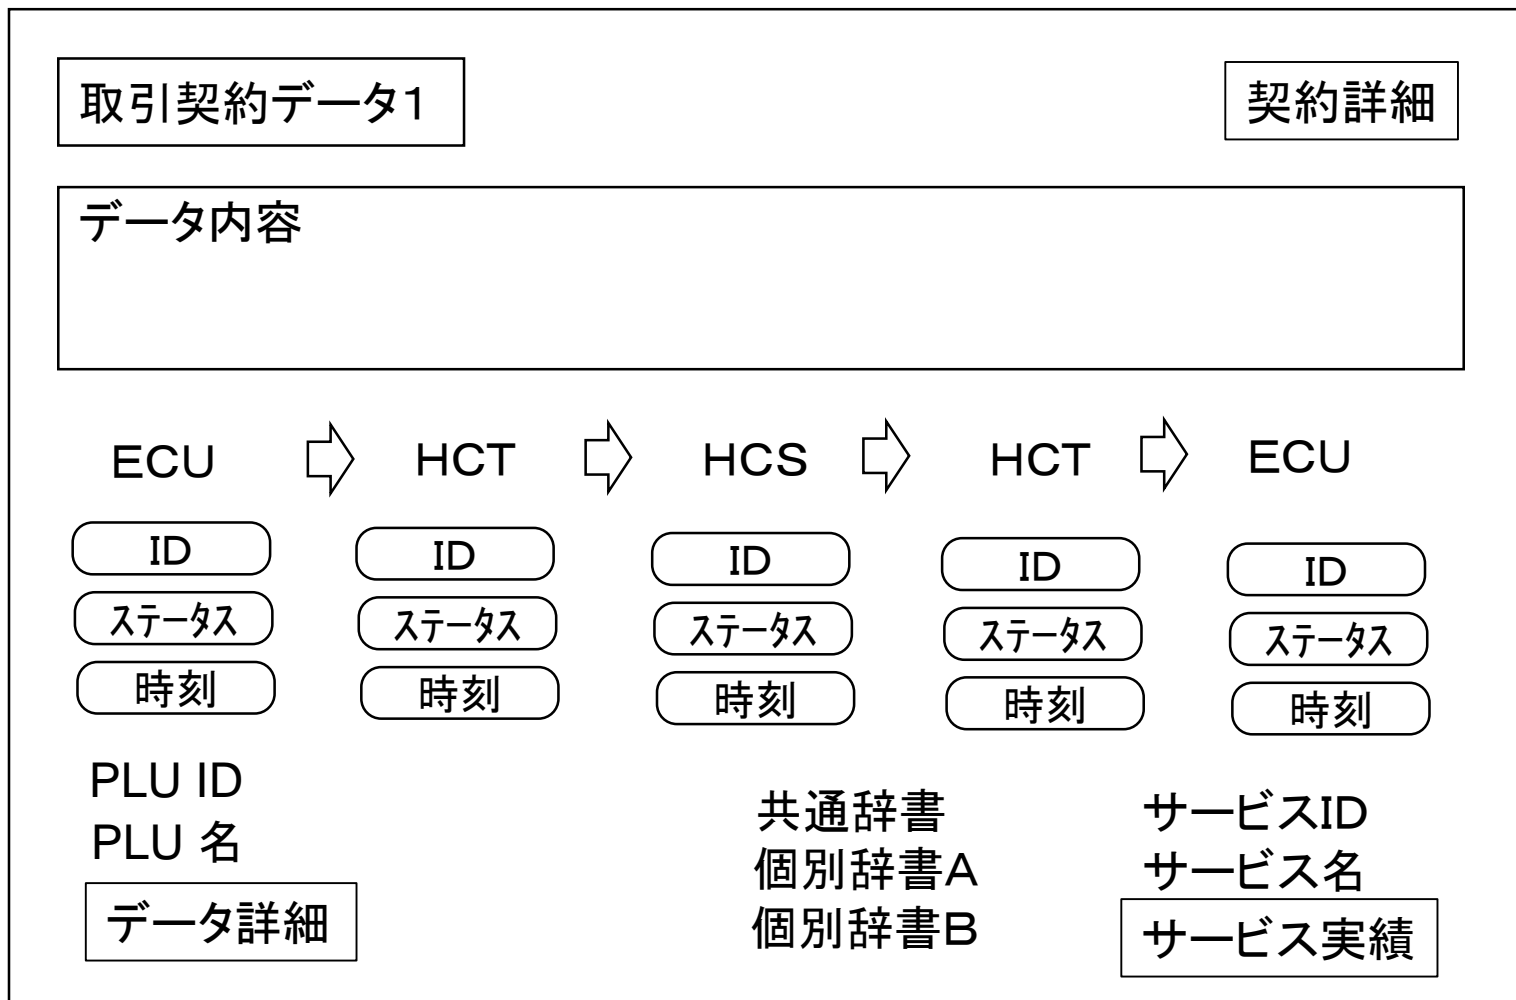 取引契約データ1
契約詳細
データ内容
ＥＣＵ ＨＣＴ ＨＣＳ ＨＣＴ ＥＣＵ
ID ID ID ID ID
ｽﾃｰﾀｽ ｽﾃｰﾀｽ ｽﾃｰﾀｽ ｽﾃｰﾀｽ ｽﾃｰﾀｽ
時刻 時刻 時刻 時刻 時刻
PLU ID
PLU 名
データ詳細
共通辞書
個別辞書Ａ
個別辞書Ｂ
サービスID
サービス名
サービス実績